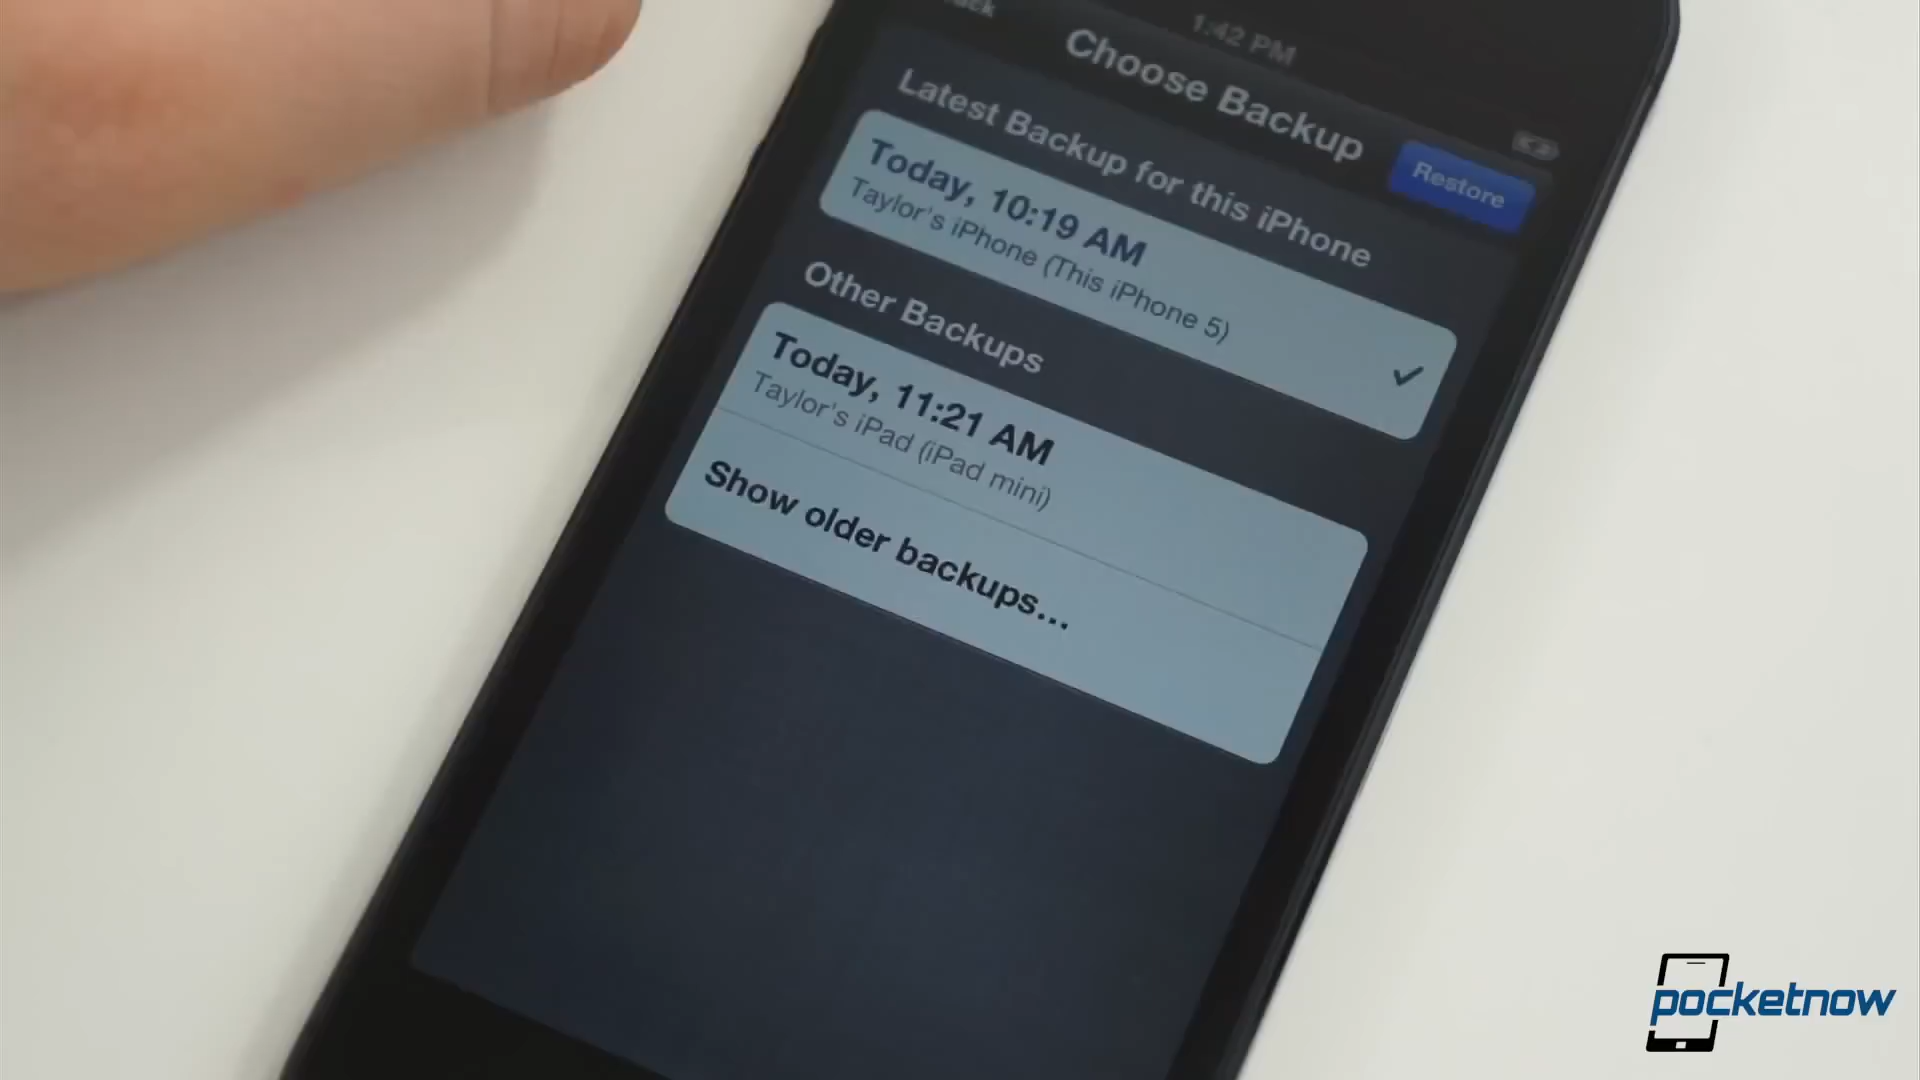 1:42 PM
Choose Backup
Restore
Latest Backup for this iPhone
Today, 10:19 AM
Taylor's iPhone (This iPhone 5)
Other Backups
Today, 11:21 AM
Taylor's iPad (iPad mini)
Show older backups...
pocketnow